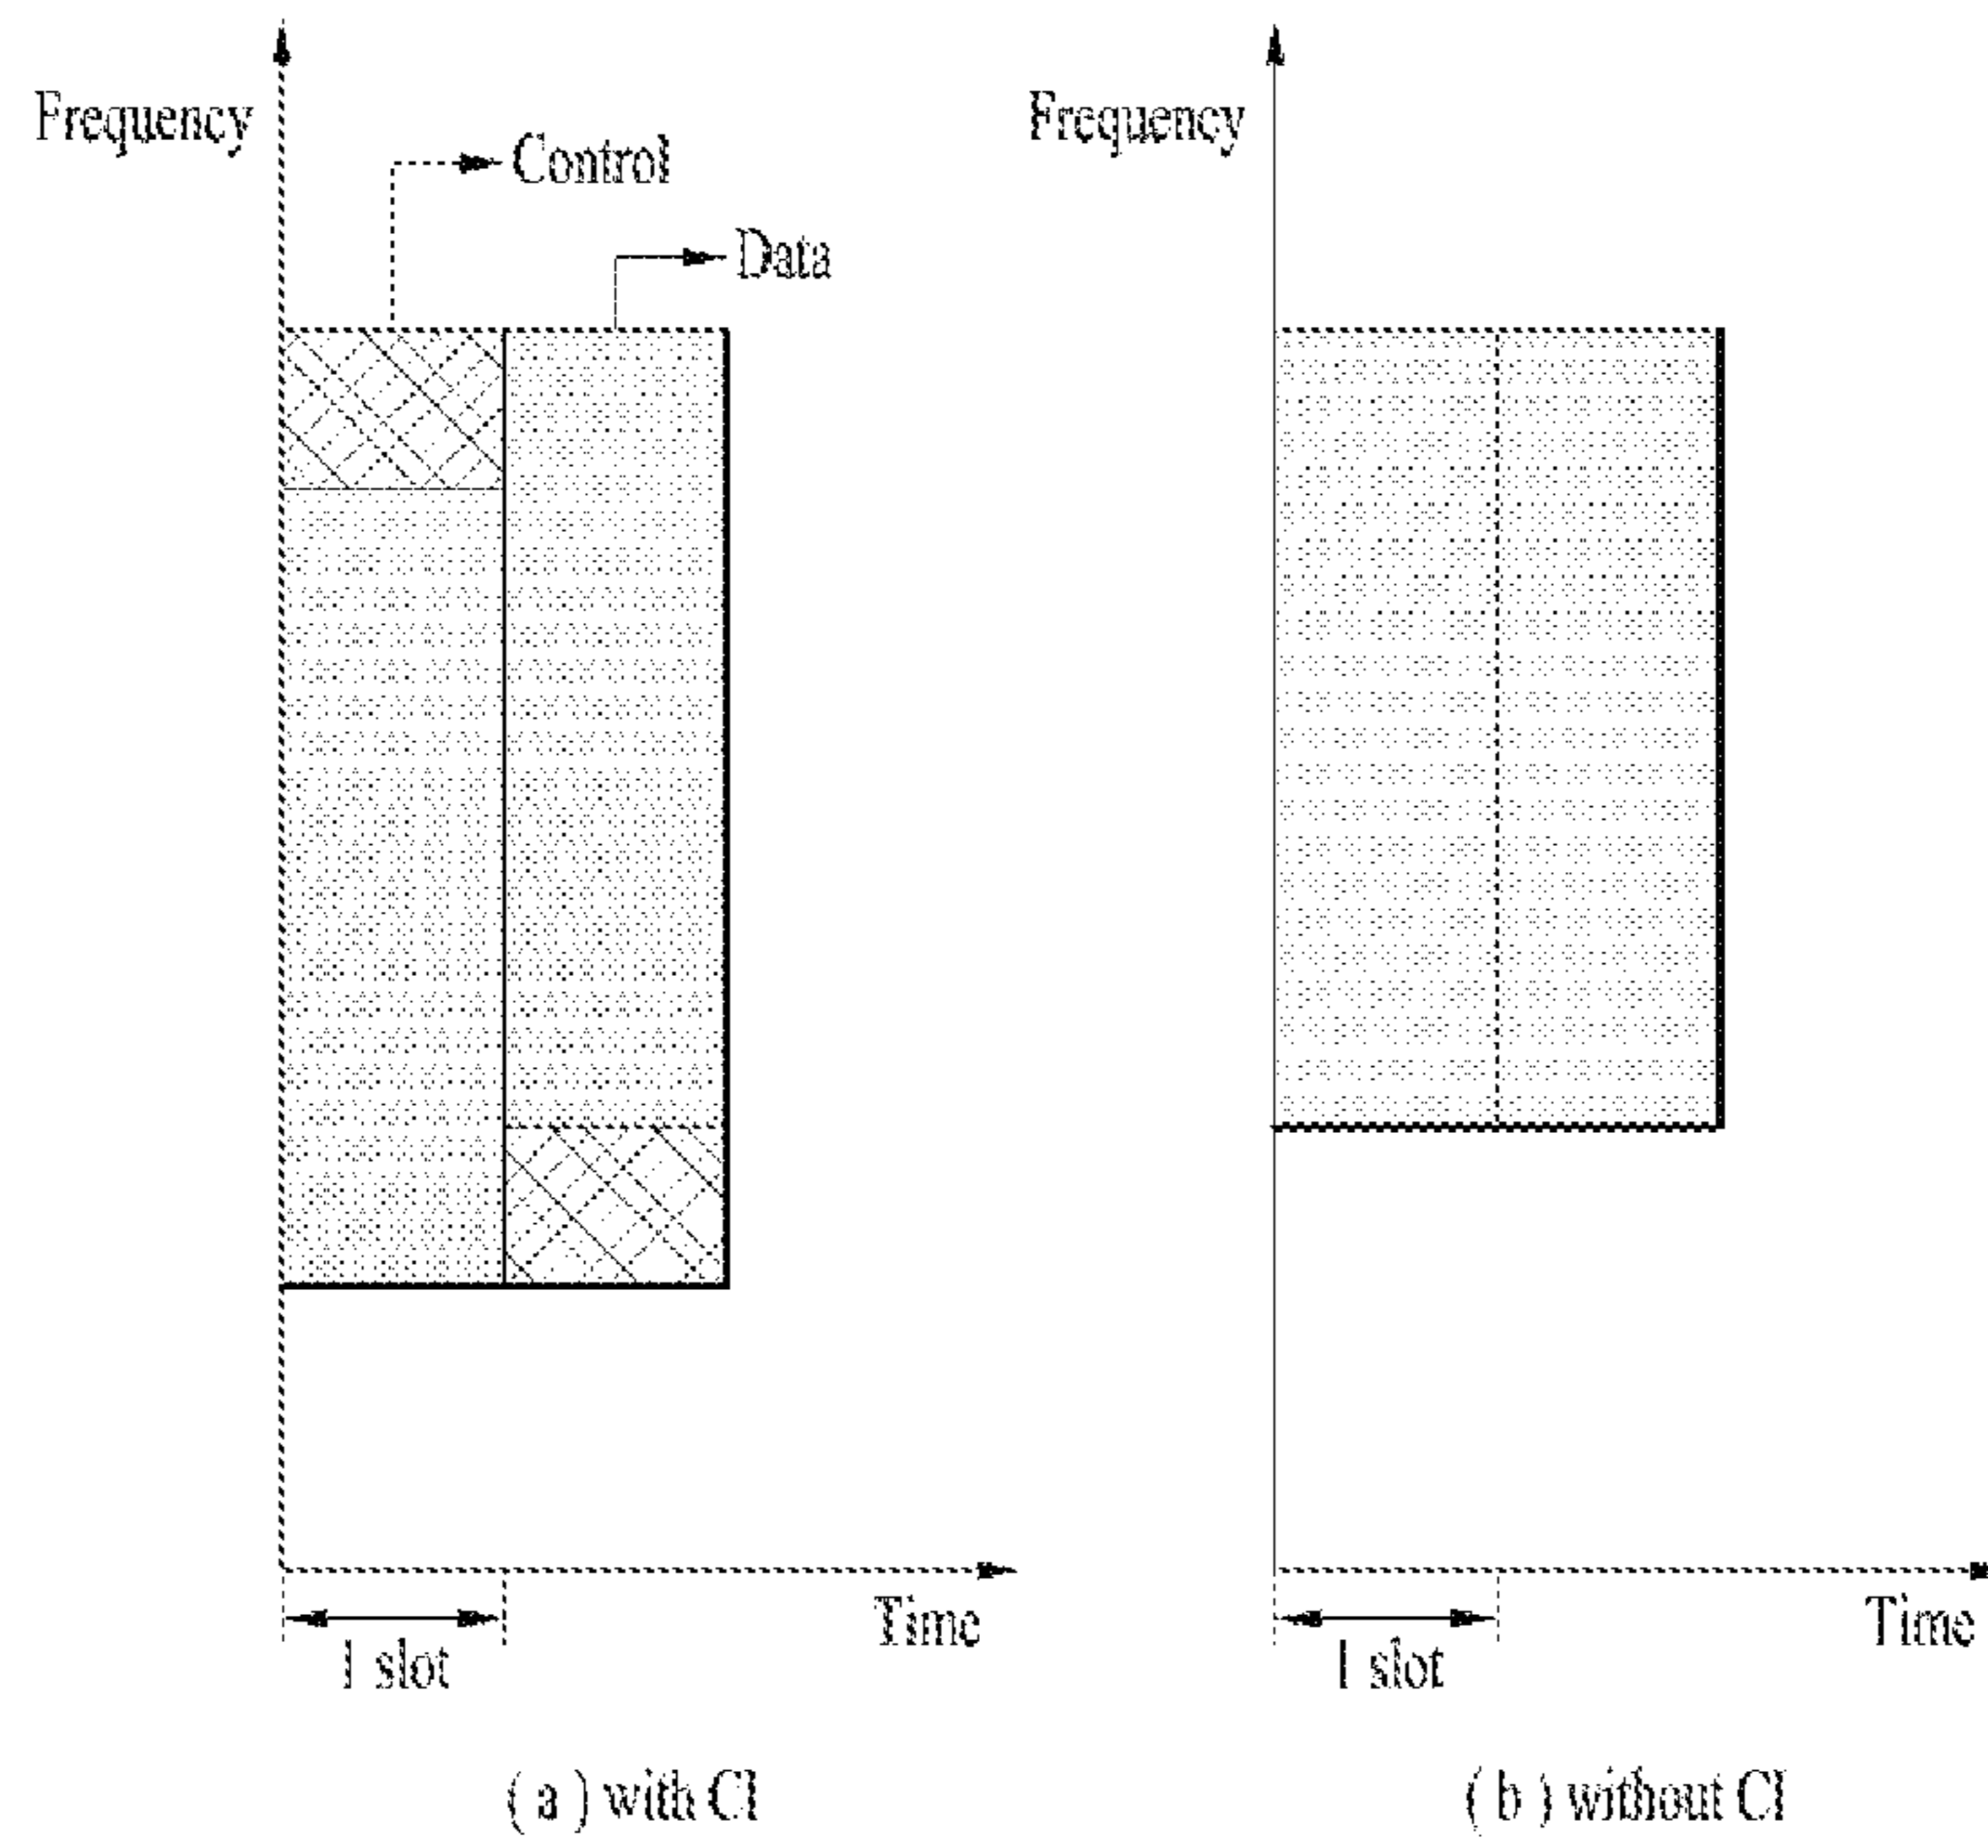 Frequency
Control
Data
Time
1 slot
( a ) with CI
Frequency
Time
1 slot
( b ) without CI